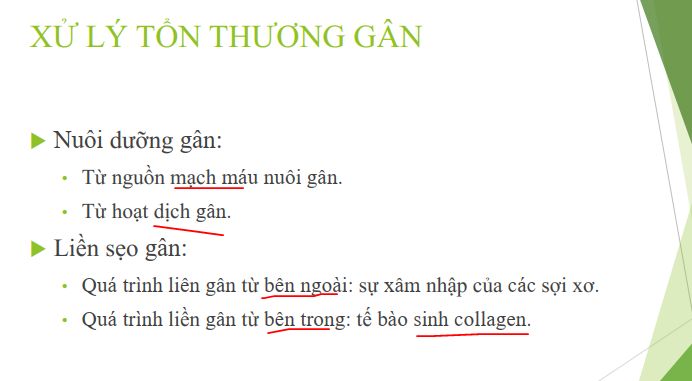 XỬ LÝ TỔN THƯƠNG GÂN
Nuôi dưỡng gân:
Từ nguồn mạch máu nuôi gân.
Từ hoạt dịch gân.
Liền sẹo gân:
Quá trình liên gân từ bên ngoài: sự xâm nhập của các sợi xơ.
Quá trình liền gân từ bên trong: tế bào sinh collagen.